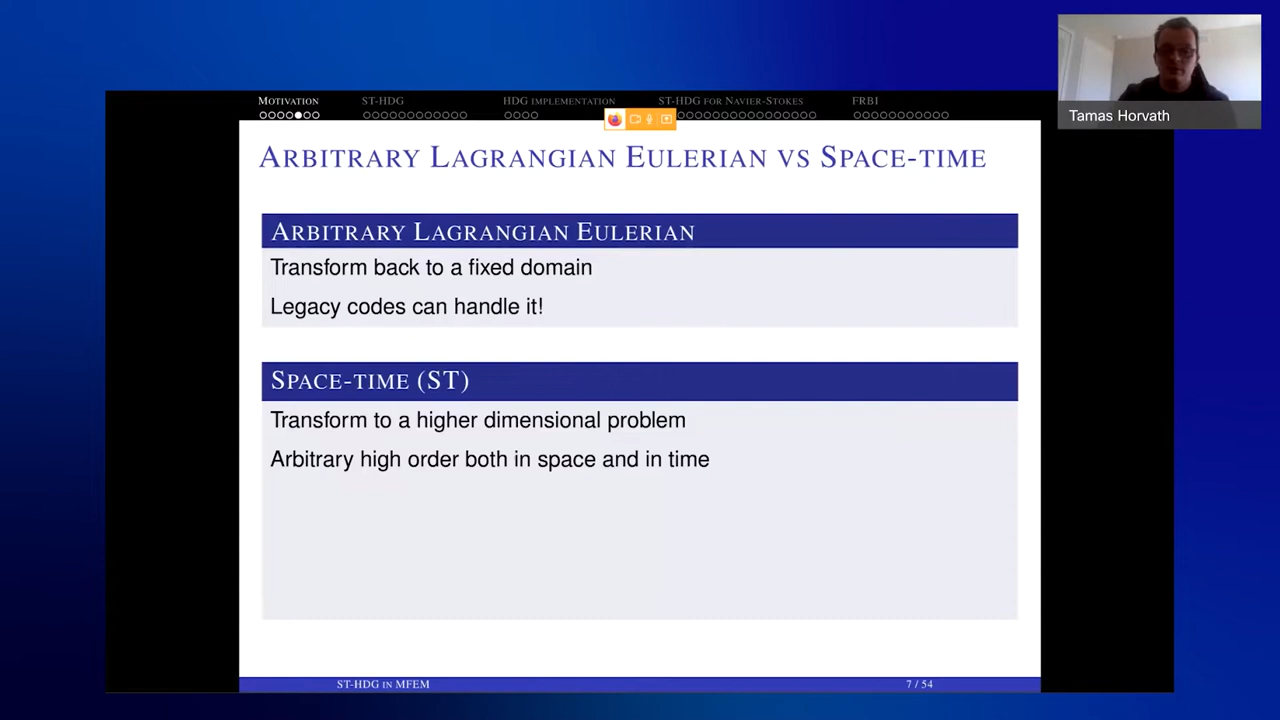 MOTIVATION
ST-HDG
HDG IMPLEMENTATION
ST-HDG FOR NAVIER-STOKES
FRBI
Tamas Horvath
ARBITRARY LAGRANGIAN EULERIAN VS SPACE-TIME
ARBITRARY LAGRANGIAN EULERIAN
Transform back to a fixed domain
Legacy codes can handle it!
SPACE-TIME (ST)
Transform to a higher dimensional problem
Arbitrary high order both in space and in time
ST-HDG IN MFEM
7 / 54